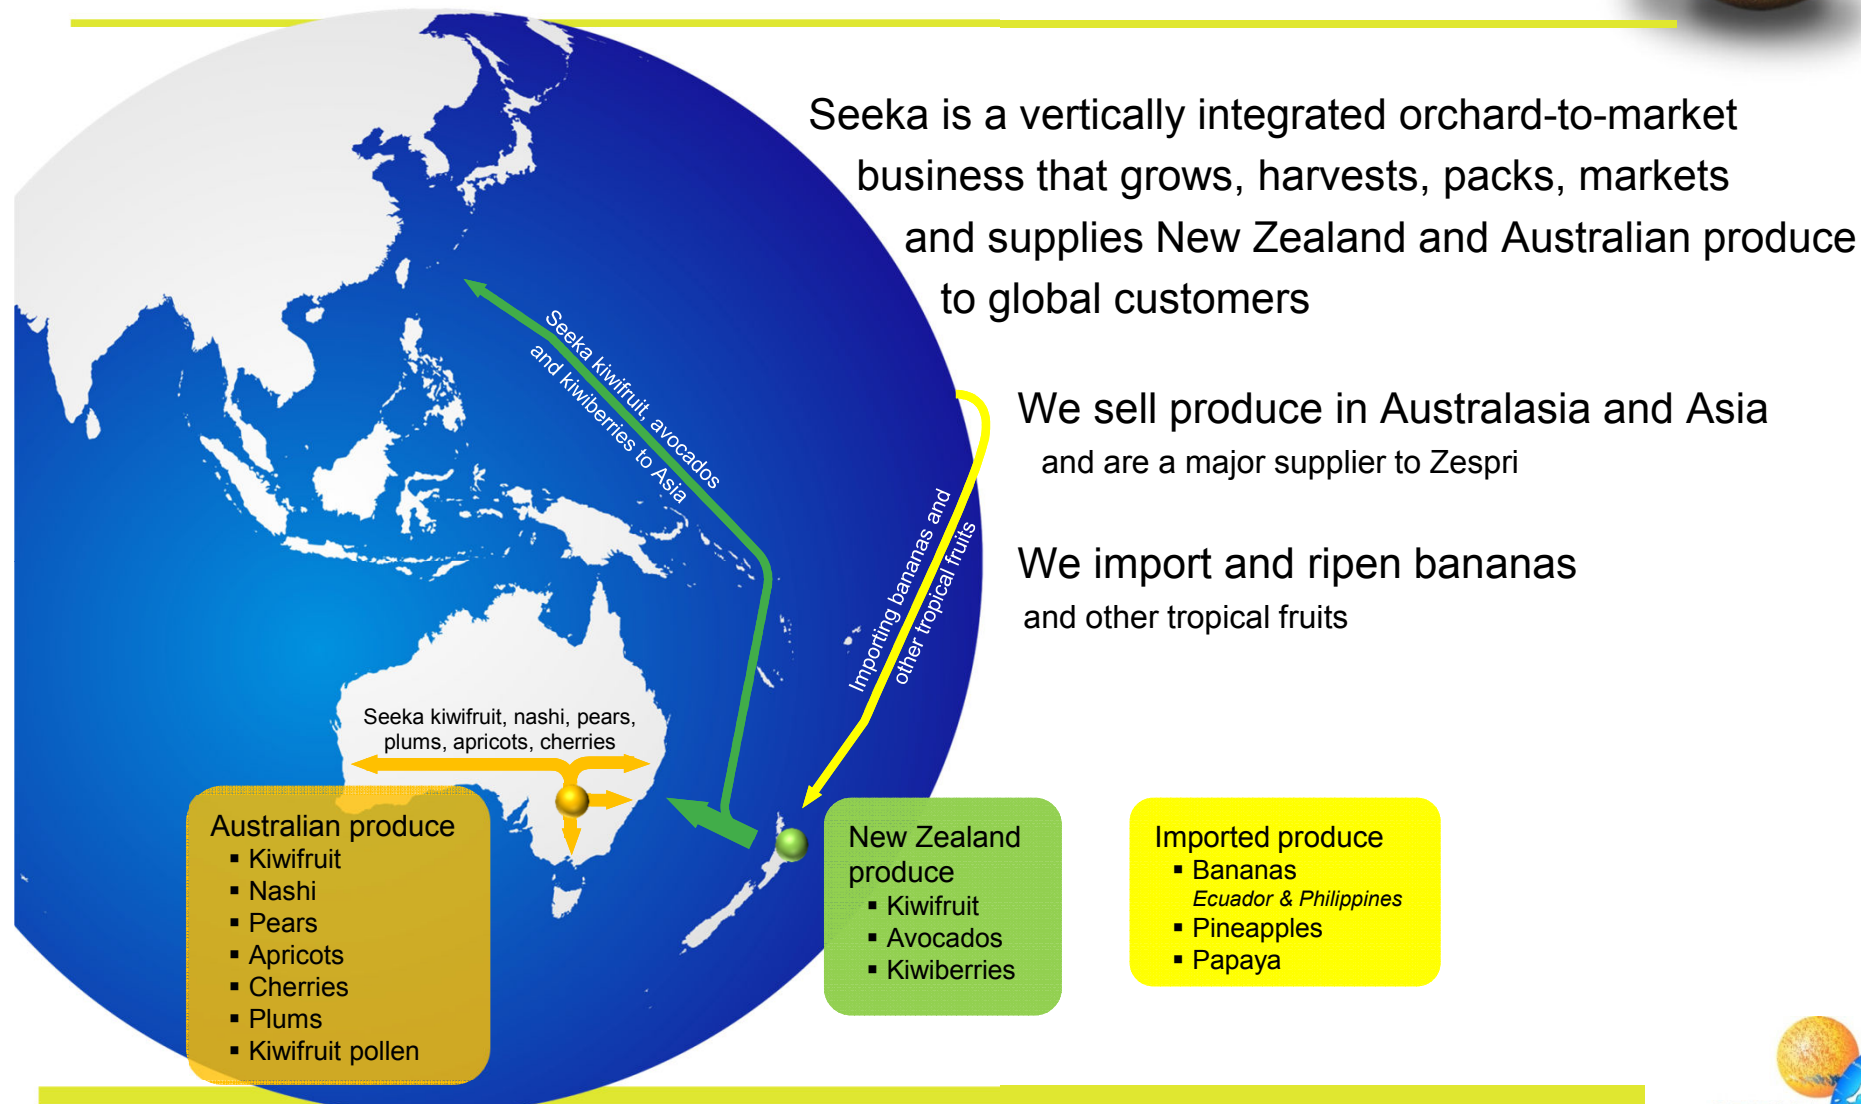 Seeka is a vertically integrated orchard-to-market
business that grows, harvests, packs, markets
and supplies New Zealand and Australian produce
to global customers
We sell produce in Australasia and Asia
and are a major supplier to Zespri
We import and ripen bananas
and other tropical fruits
Seeka kiwifruit, avocados
and kiwiberries to Asia
Importing bananas and
other tropical fruits
Seeka kiwifruit, nashi, pears,
plums, apricots, cherries
Australian produce
▪ Kiwifruit
▪ Nashi
▪ Pears
▪ Apricots
▪ Cherries
▪ Plums
▪ Kiwifruit pollen
New Zealand
produce
▪ Kiwifruit
▪ Avocados
▪ Kiwiberries
Imported produce
▪ Bananas
Ecuador & Philippines
▪ Pineapples
▪ Papaya